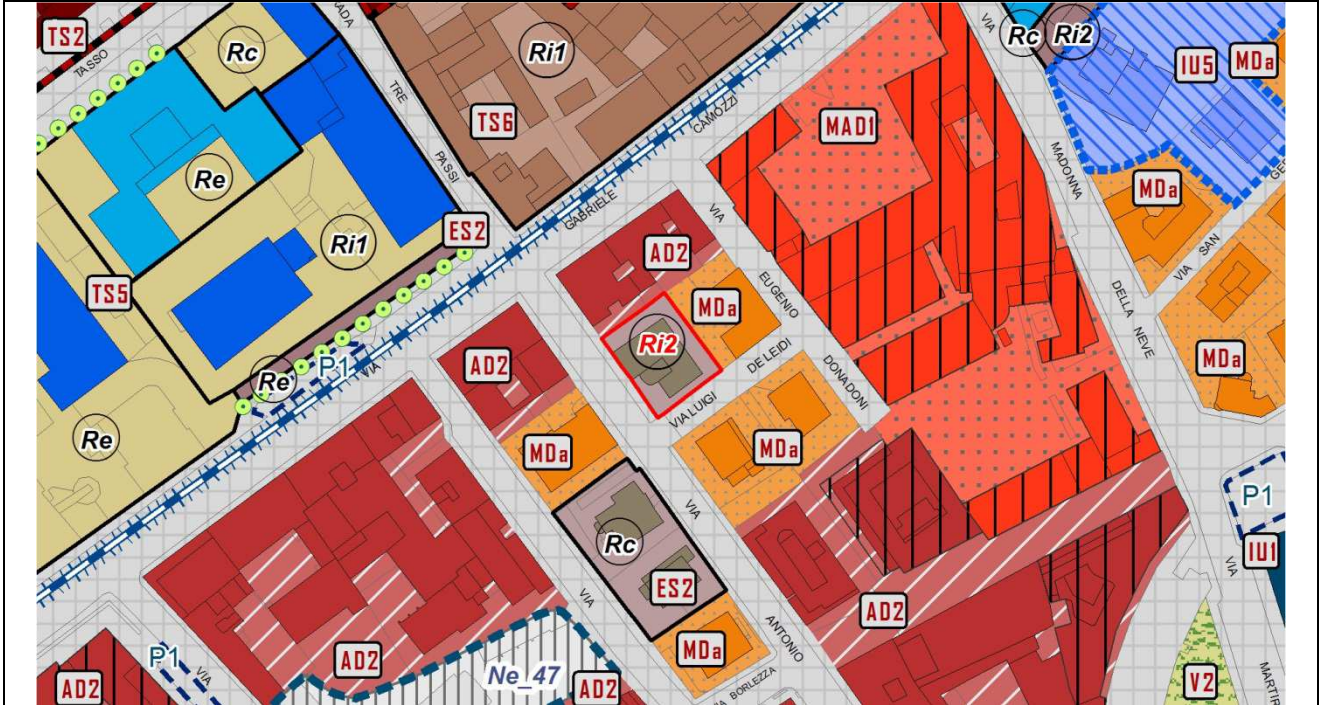 TS2
TASSO
Rc
STRADA
TRE
PASSI
Ri1
TS6
CAMOZZI
GABRIELE
VIA
MAD1
VIA
Rc
Ri2
IU5
MDa
MADONNA
DELLA NEVE
MDa
VIA SAN
Re
Ri1
ES2
TS5
AD2
VIA
EUGENIO
DONADONI
MDa
Ri2
VIA LUIGI
DE LEIDI
Re
P1
VIA
AD2
Re
MDa
MDa
MDa
P1
IU1
VIA
Rc
ES2
VIA
ANTONIO
AD2
MDa
VIA
BORLEZZA
P1
VIA
AD2
AD2
Ne_47
AD2
V2
MARTIR